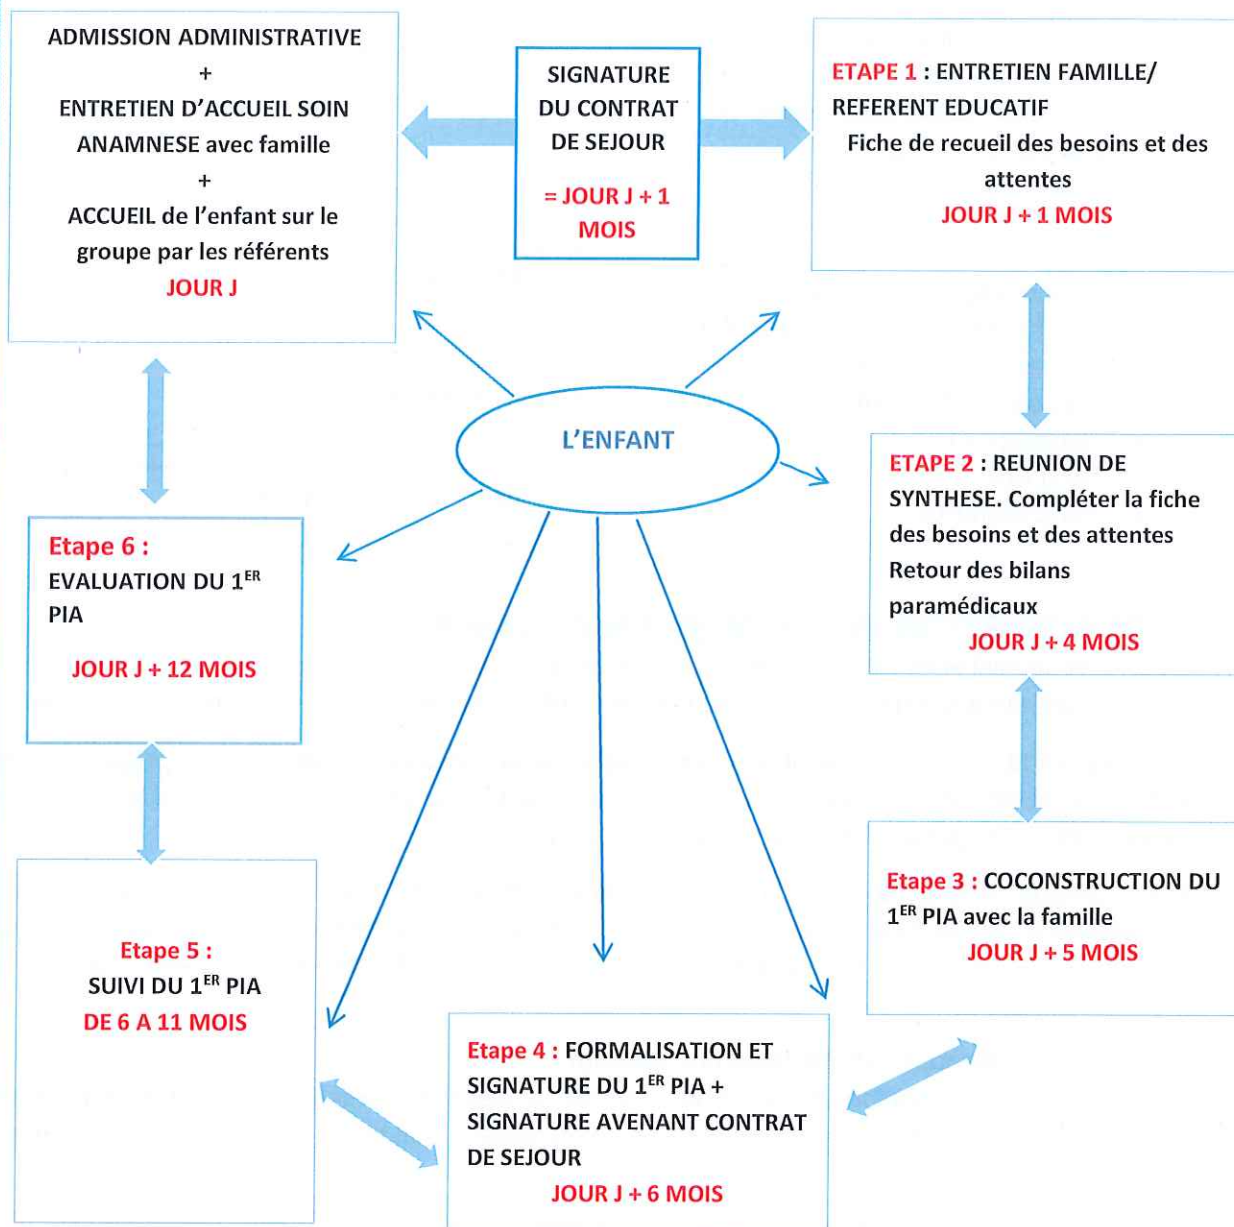 ADMISSION ADMINISTRATIVE
+
ENTRETIEN D'ACCUEIL SOIN
ANAMNESE avec famille
+
ACCUEIL de l'enfant sur le
groupe par les référents
JOUR J
SIGNATURE
DU CONTRAT
DE SEJOUR
= JOUR J + 1
MOIS
ETAPE 1 : ENTRETIEN FAMILLE/
REFERENT EDUCATIF
Fiche de recueil des besoins et des
attentes
JOUR J + 1 MOIS
L'ENFANT
ETAPE 2 : REUNION DE
SYNTHESE. Compléter la fiche
des besoins et des attentes
Retour des bilans
paramédicaux
JOUR J + 4 MOIS
Etape 3 : COCONSTRUCTION DU
1ER PIA avec la famille
JOUR J + 5 MOIS
Etape 4 : FORMALISATION ET
SIGNATURE DU 1ER PIA +
SIGNATURE AVENANT CONTRAT
DE SEJOUR
JOUR J + 6 MOIS
Etape 5 :
SUIVI DU 1ER PIA
DE 6 A 11 MOIS
Etape 6 :
EVALUATION DU 1ER
PIA
JOUR J + 12 MOIS